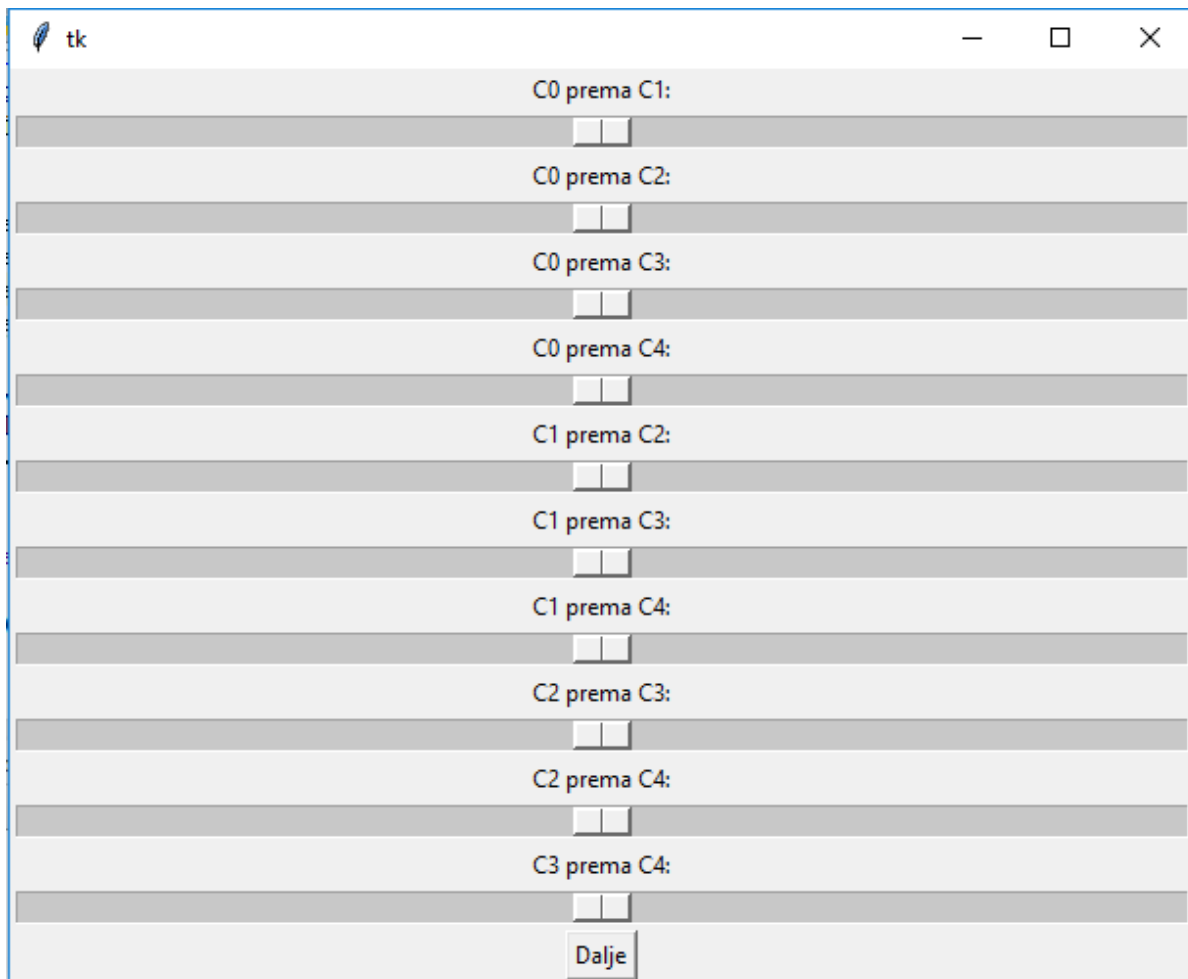 tk
C0 prema C1:
C0 prema C2:
C0 prema C3:
C0 prema C4:
C1 prema C2:
C1 prema C3:
C1 prema C4:
C2 prema C3:
C2 prema C4:
C3 prema C4:
Dalje